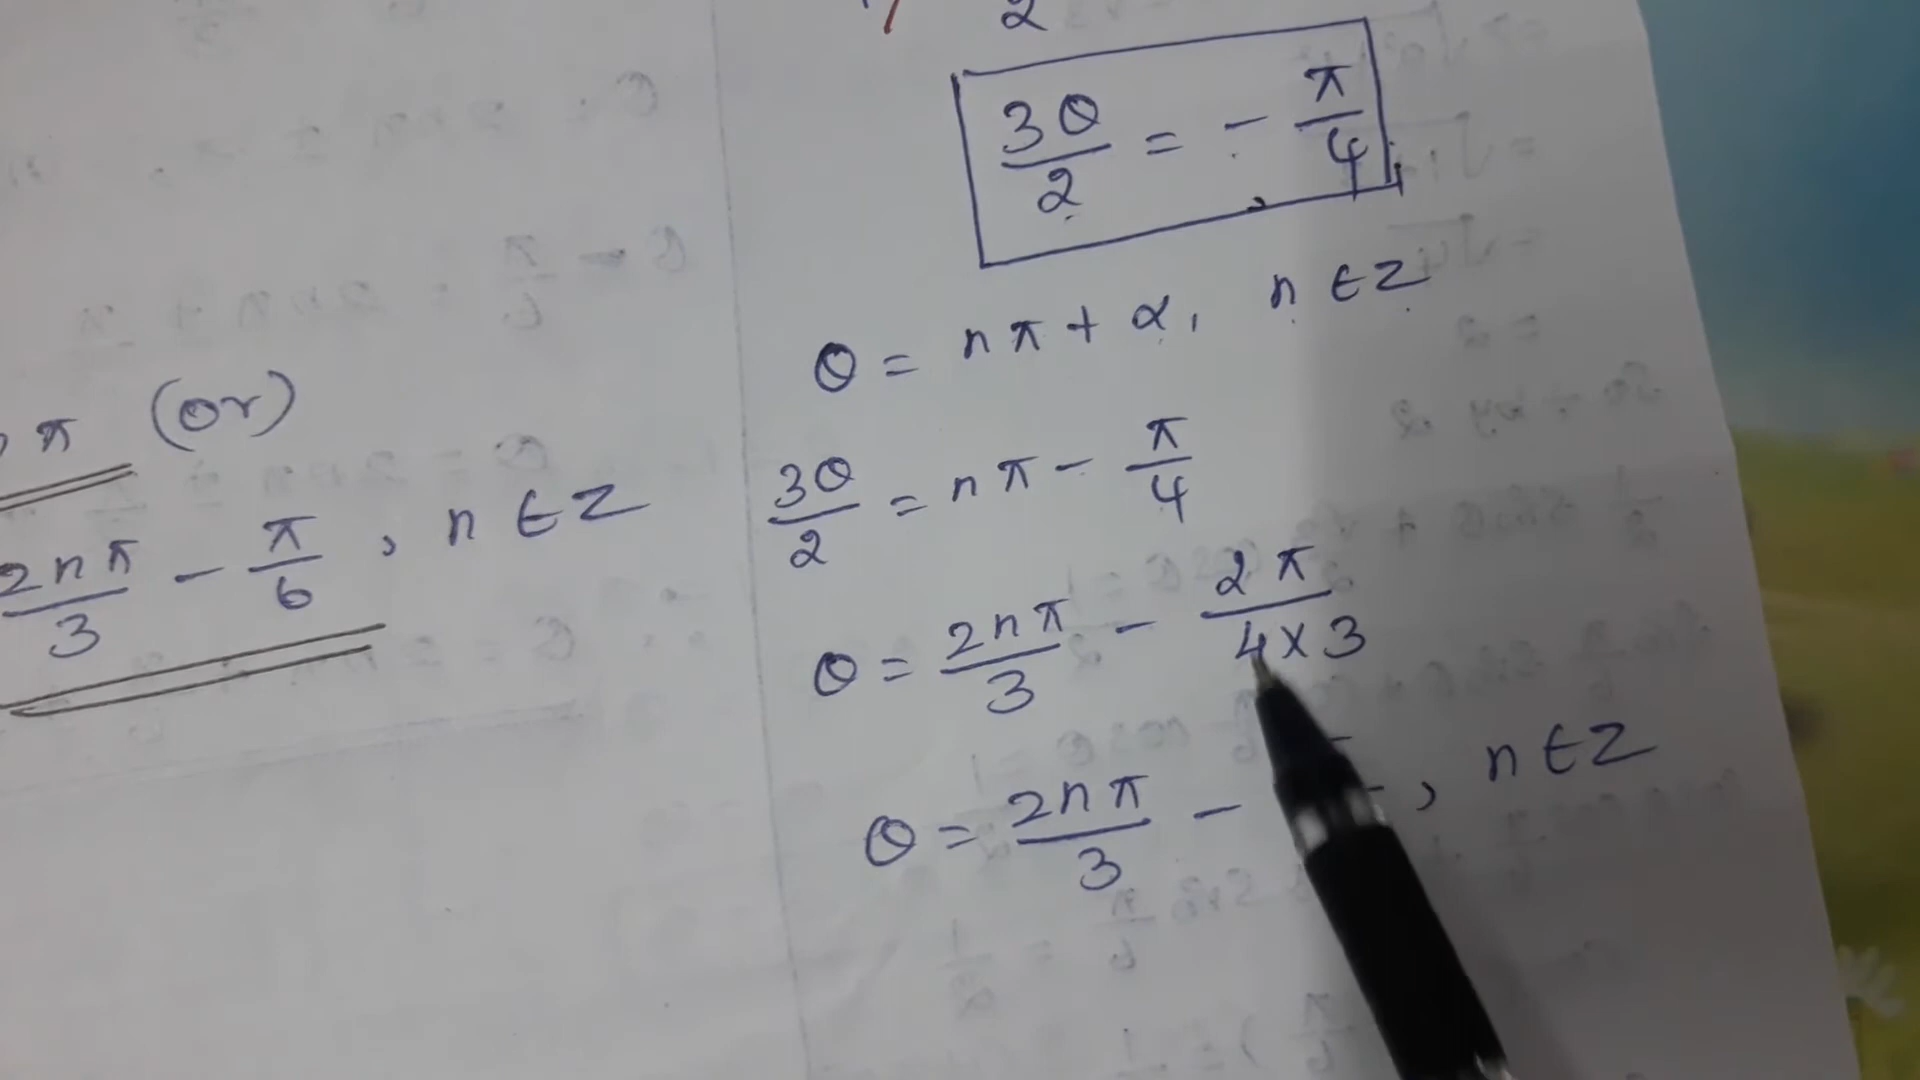 π (or)
2nπ/3 - π/6, n ∈ Z
2
3θ/2 = - π/4
θ = nπ + α, n ∈ Z
3θ/2 = nπ - π/4
θ = 2nπ/3 - 2π/4×3
θ = 2nπ/3 - , n ∈ Z